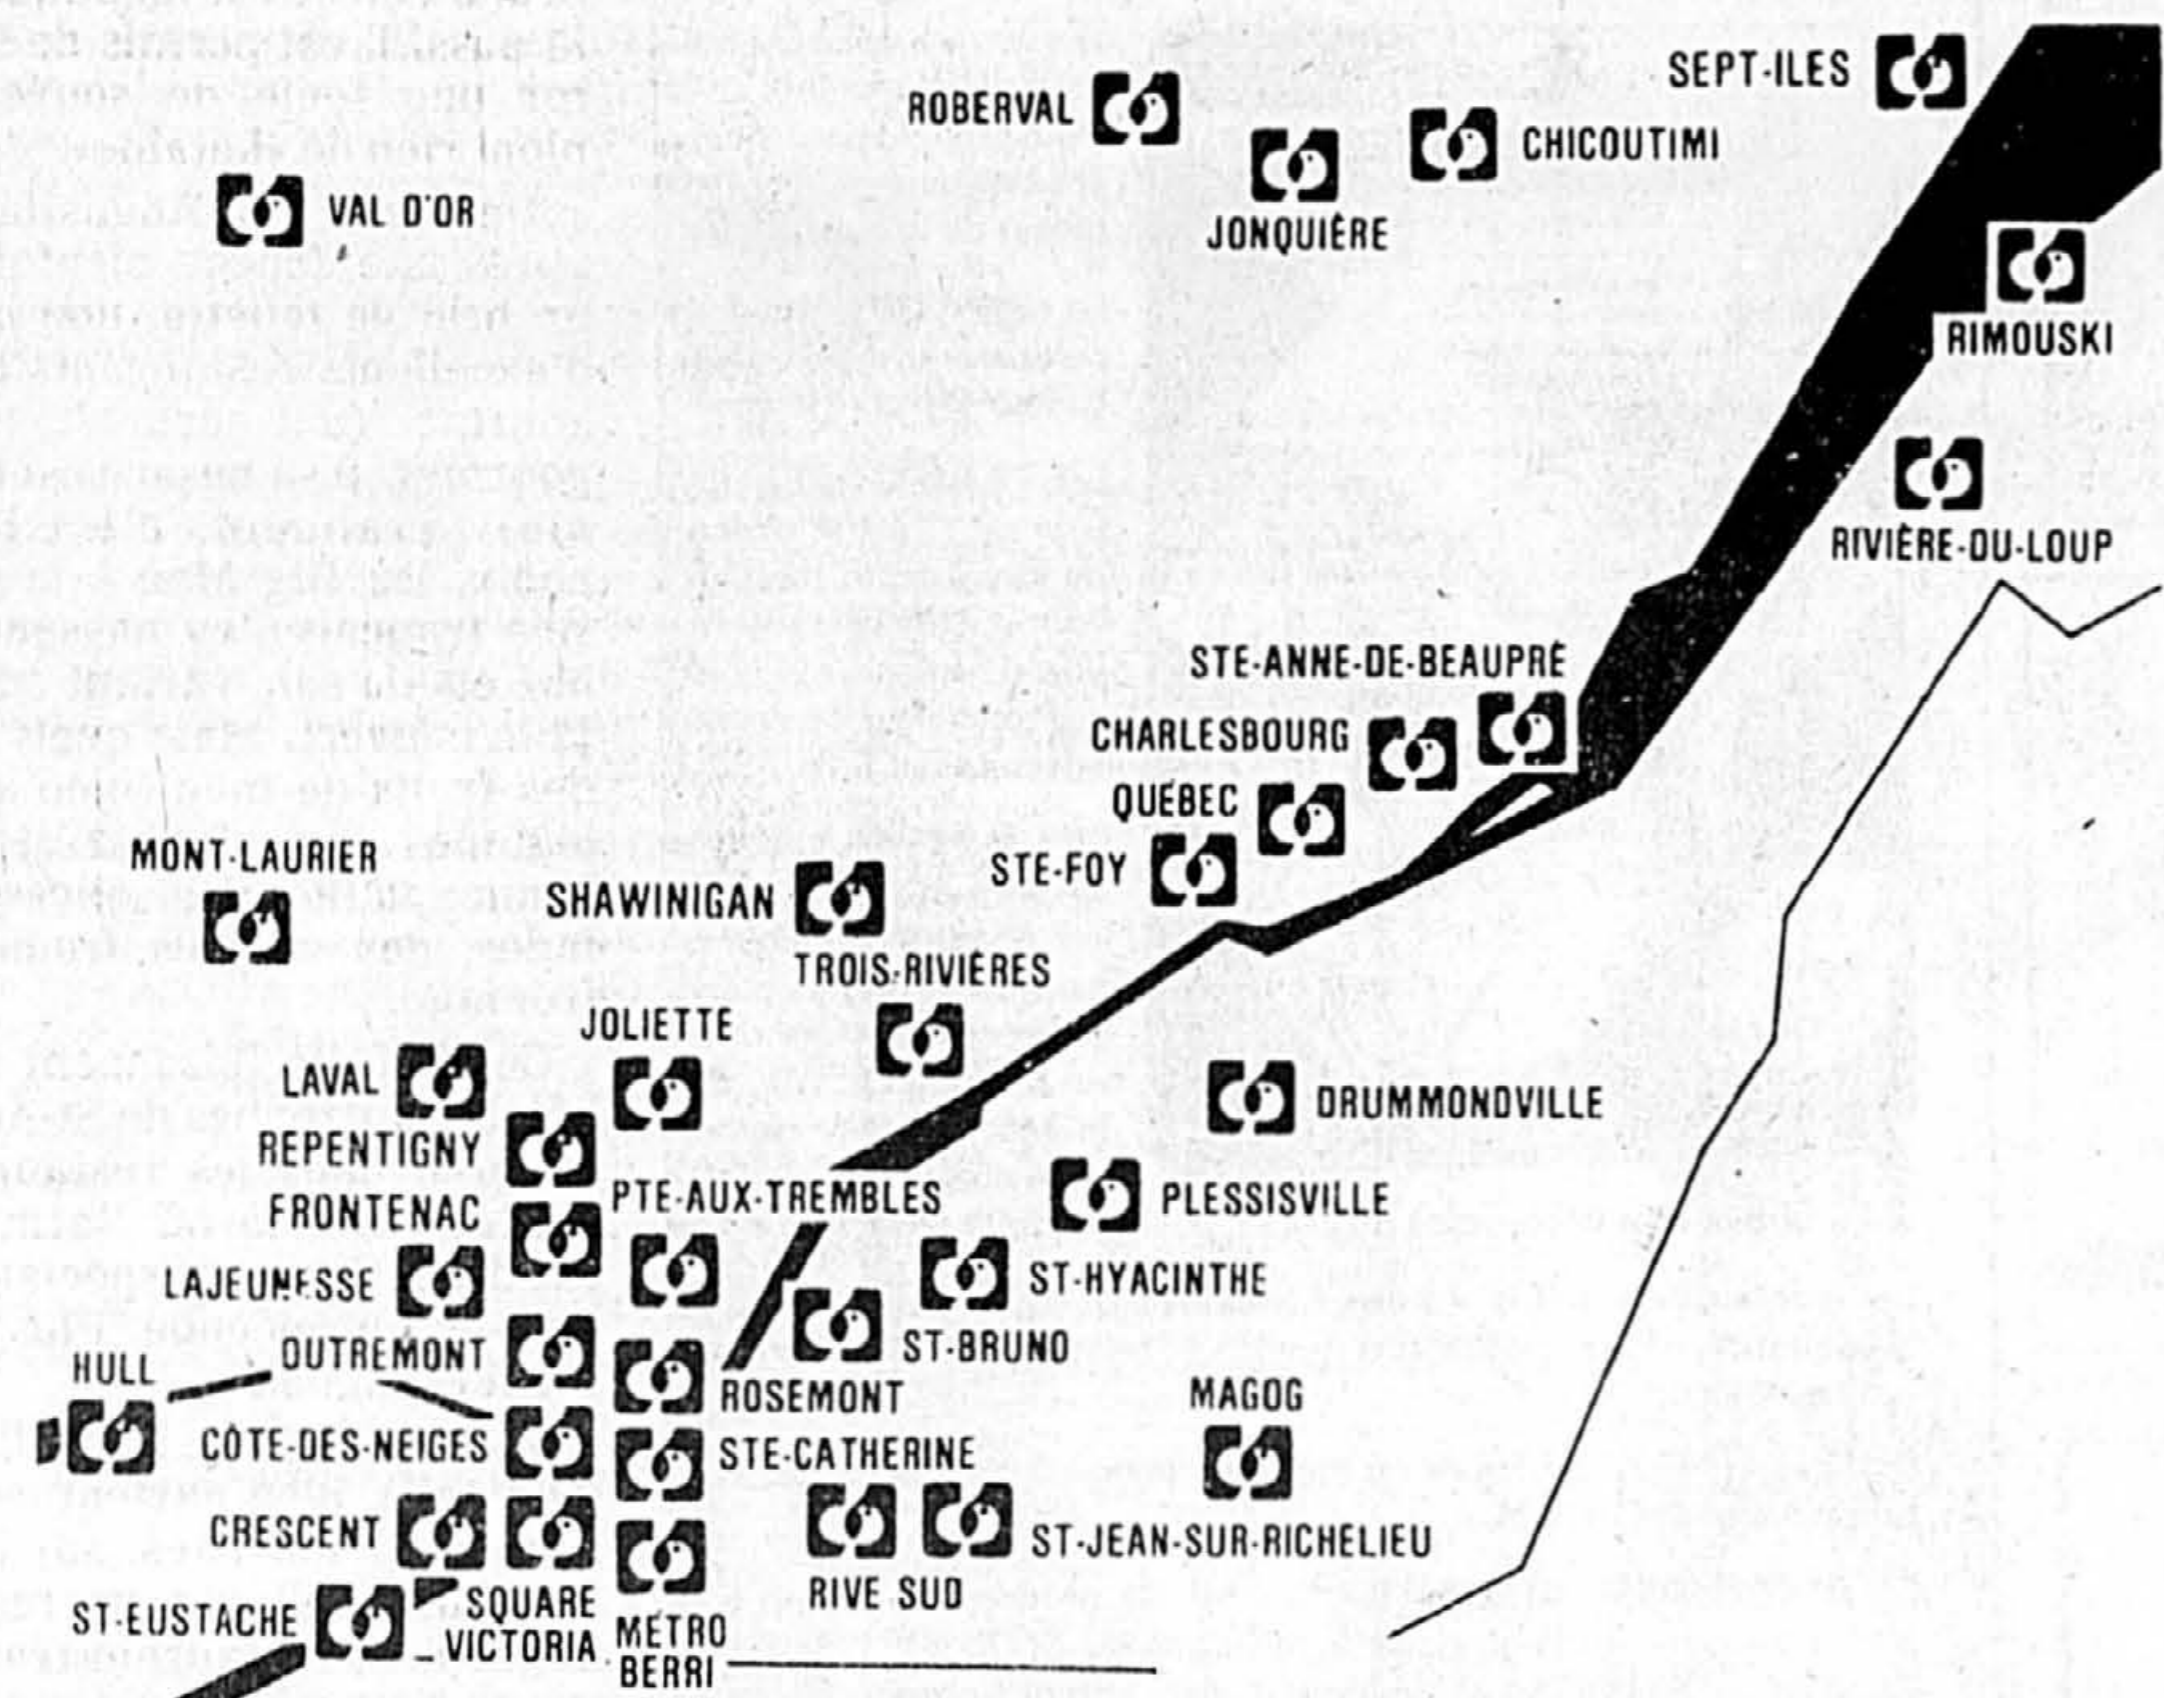 SEPT-ILES
ROBERVAL
CHICOUTIMI
JONQUIÈRE
VAL D'OR
RIMOUSKI
RIVIÈRE-DU-LOUP
STE-ANNE-DE-BEAUPRÉ
CHARLESBOURG
QUÉBEC
STE-FOY
MONT-LAURIER
SHAWINIGAN
TROIS-RIVIÈRES
JOLIETTE
LAVAL
DRUMMONDVILLE
REPENTIGNY
PTE-AUX-TREMBLES
PLESSISVILLE
FRONTENAC
LAJEUNESSE
ST-HYACINTHE
OUTREMONT
ST-BRUNO
HULL
ROSEMONT
MAGOG
CÔTE-DES-NEIGES
STE-CATHERINE
CRESCENT
ST-JEAN-SUR-RICHELIEU
RIVE SUD
ST-EUSTACHE
SQUARE
VICTORIA
MÉTRO
BERRI